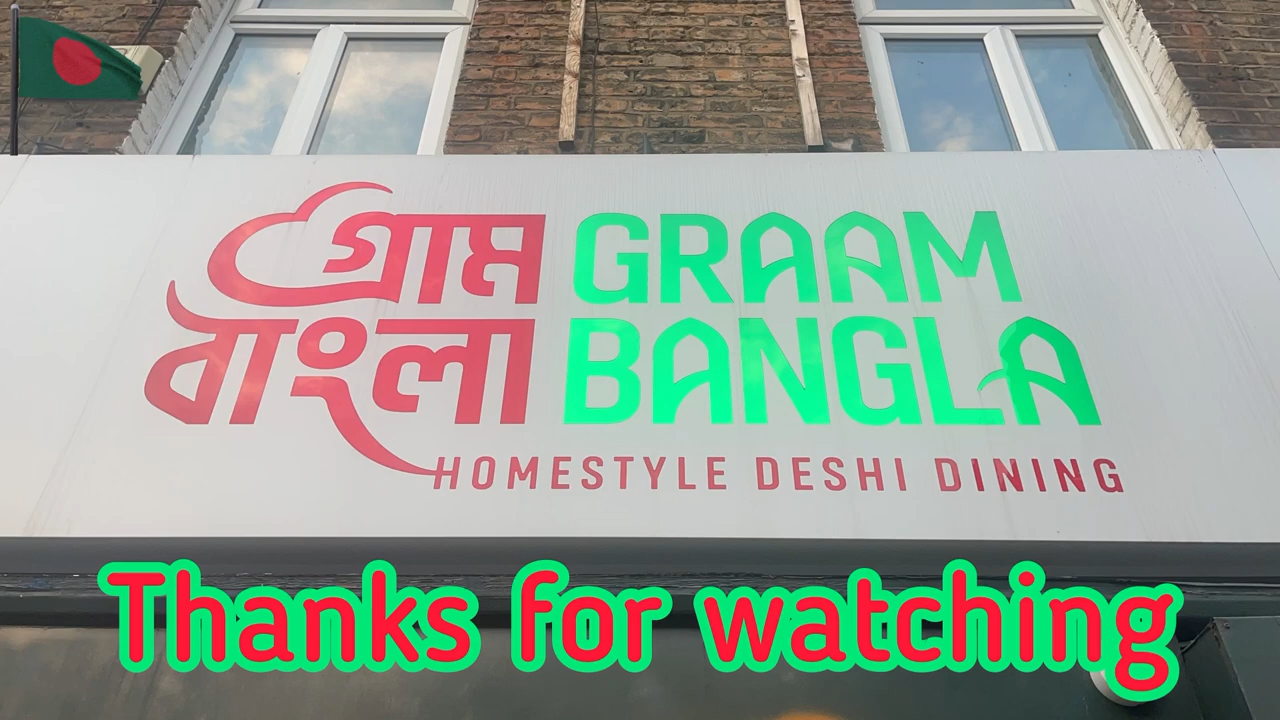 গ্রাম
বাংলা
GRAAM
BANGLA
HOMESTYLE DESHI DINING
Thanks for watching